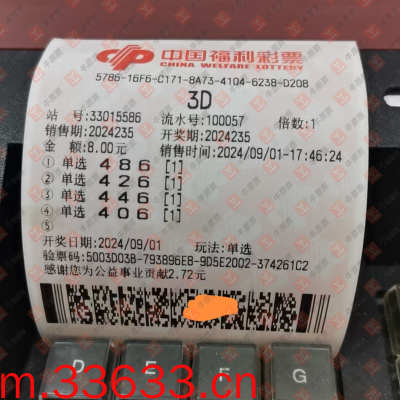 中国福利彩票
CHINA WELFARE LOTTERY
5786-16F6-C171-8A73-4104-6238-D20B
3D
站 号:33015586 流水号:100057 倍数:1
销售期:2024235 开奖期:2024235
金 额:8.00元 销售时间:2024/09/01-17:46:24
① 单选 486 [1]
② 单选 426 [1]
③ 单选 446 [1]
④ 单选 406 [1]
⑤
开奖日期:2024/09/01 玩法:单选
验票码:5003D03B-793896E8-9D5E2002-374261C2
感谢您为公益事业贡献2.72元
D E F G
m.33633.cn